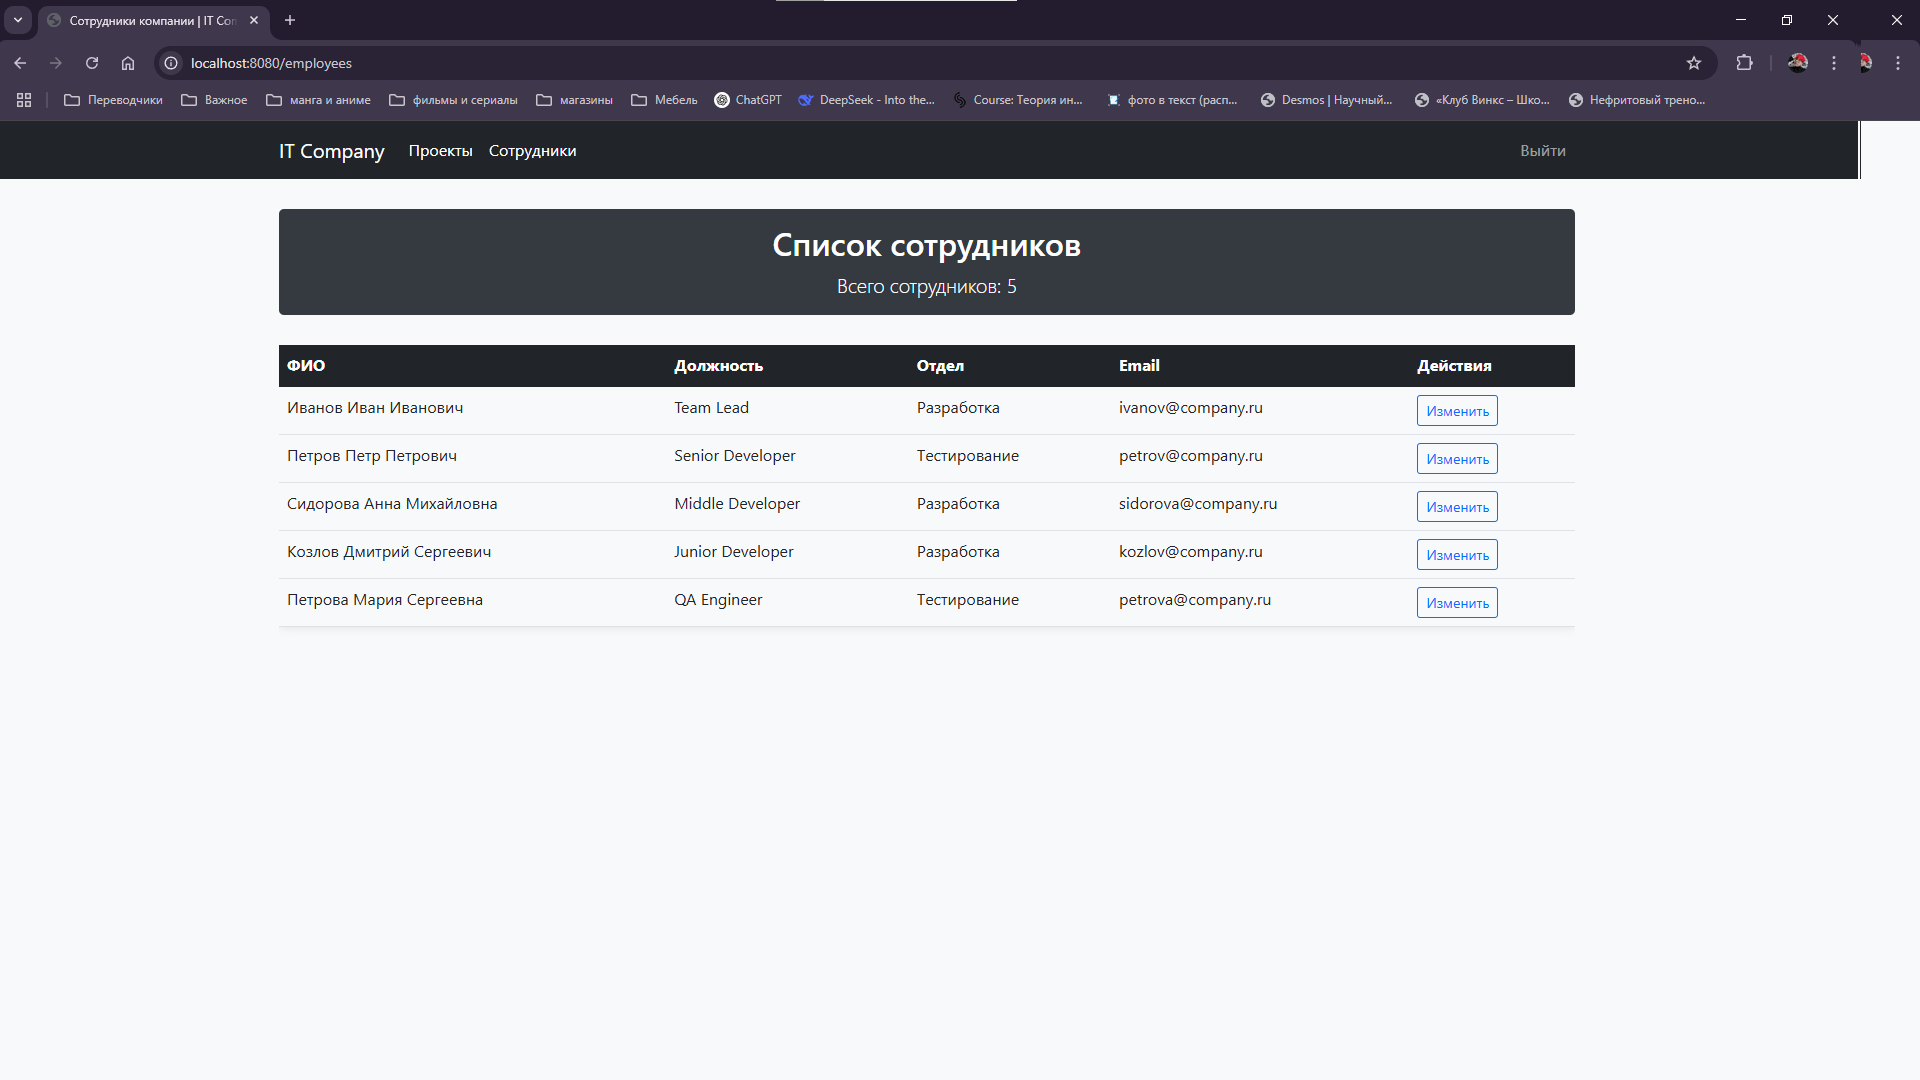 Сотрудники компании | IT Con
localhost:8080/employees
Переводчики Важное манга и аниме фильмы и сериалы магазины Мебель ChatGPT DeepSeek - Into the... Course: Теория ин... фото в текст (расп... Desmos | Научный... «Клуб Винкс – Шко... Нефритовый трено...
IT Company Проекты Сотрудники Выйти
Список сотрудников
Всего сотрудников: 5
ФИО Должность Отдел Email Действия
Иванов Иван Иванович Team Lead Разработка ivanov@company.ru Изменить
Петров Петр Петрович Senior Developer Тестирование petrov@company.ru Изменить
Сидорова Анна Михайловна Middle Developer Разработка sidorova@company.ru Изменить
Козлов Дмитрий Сергеевич Junior Developer Разработка kozlov@company.ru Изменить
Петрова Мария Сергеевна QA Engineer Тестирование petrova@company.ru Изменить